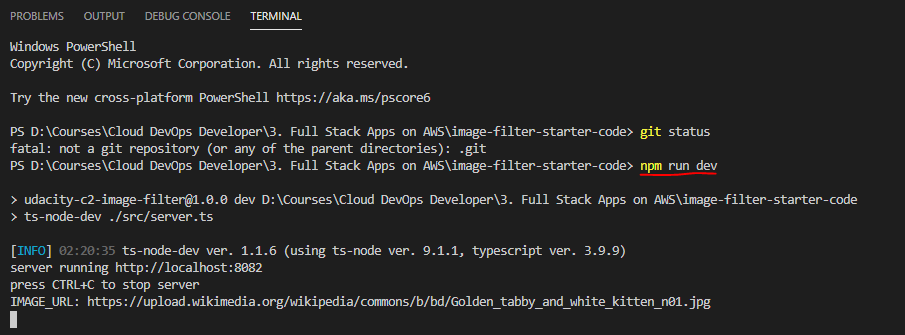 PROBLEMS OUTPUT DEBUG CONSOLE TERMINAL
Windows PowerShell
Copyright (C) Microsoft Corporation. All rights reserved.
Try the new cross-platform PowerShell https://aka.ms/pscore6
PS D:\Courses\Cloud DevOps Developer\3. Full Stack Apps on AWS\image-filter-starter-code> git status
fatal: not a git repository (or any of the parent directories): .git
PS D:\Courses\Cloud DevOps Developer\3. Full Stack Apps on AWS\image-filter-starter-code> npm run dev
> udacity-c2-image-filter@1.0.0 dev D:\Courses\Cloud DevOps Developer\3. Full Stack Apps on AWS\image-filter-starter-code
> ts-node-dev ./src/server.ts
[INFO] 02:20:35 ts-node-dev ver. 1.1.6 (using ts-node ver. 9.1.1, typescript ver. 3.9.9)
server running http://localhost:8082
press CTRL+C to stop server
IMAGE_URL: https://upload.wikimedia.org/wikipedia/commons/b/bd/Golden_tabby_and_white_kitten_n01.jpg